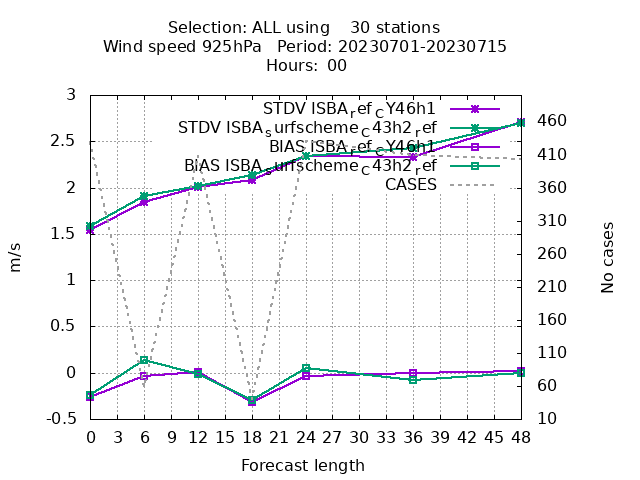 Selection: ALL using    30 stations
Wind speed 925hPa   Period: 20230701-20230715
Hours:  00
STDV ISBA_ref_CY46h1
STDV ISBA_surfscheme_C43h2_ref
BIAS ISBA_ref_CY46h1
BIAS ISBA_surfscheme_C43h2_ref
CASES
3
2.5
2
1.5
1
0.5
0
-0.5
m/s
460
410
360
310
260
210
160
110
60
10
No cases
0 3 6 9 12 15 18 21 24 27 30 33 36 39 42 45 48
Forecast length